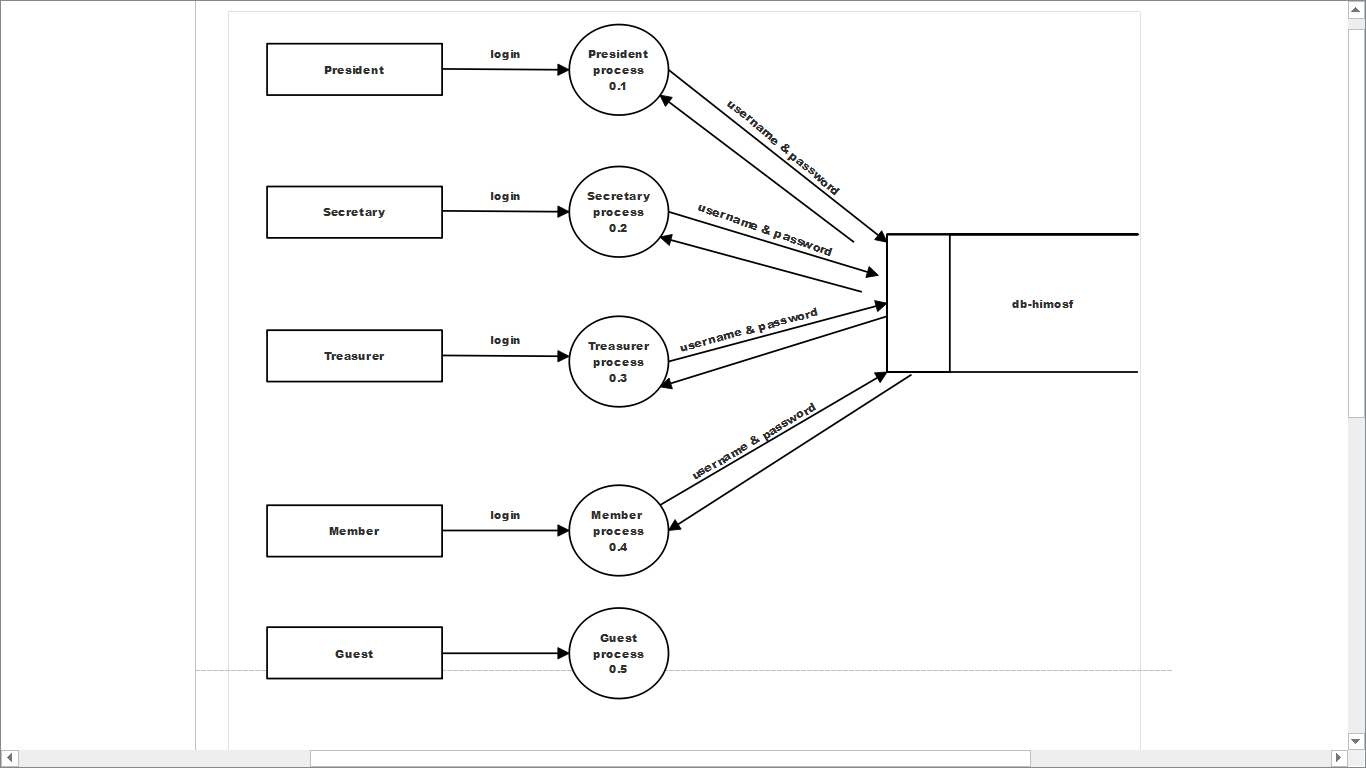 President
login
President
process
0.1
username & password
Secretary
login
Secretary
process
0.2
username & password
db-himosf
Treasurer
login
Treasurer
process
0.3
username & password
Member
login
Member
process
0.4
username & password
Guest
Guest
process
0.5